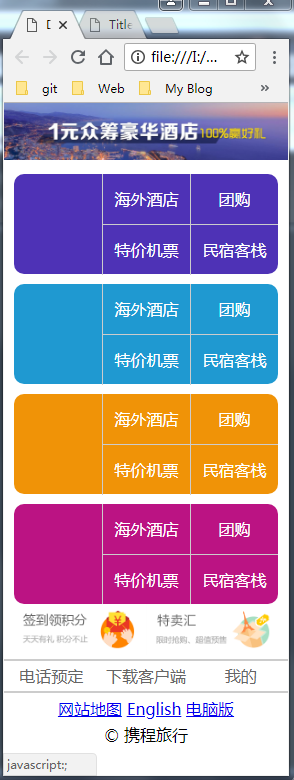 D
Title
file:///I:/
git Web My Blog »
1元众筹豪华酒店100%赢好礼
海外酒店 团购
特价机票 民宿客栈
海外酒店 团购
特价机票 民宿客栈
海外酒店 团购
特价机票 民宿客栈
海外酒店 团购
特价机票 民宿客栈
签到领积分 特卖汇
天天有礼 积分不止 限时抢购、超值预售
电话预定 下载客户端 我的
网站地图 English 电脑版
© 携程旅行
javascript:;